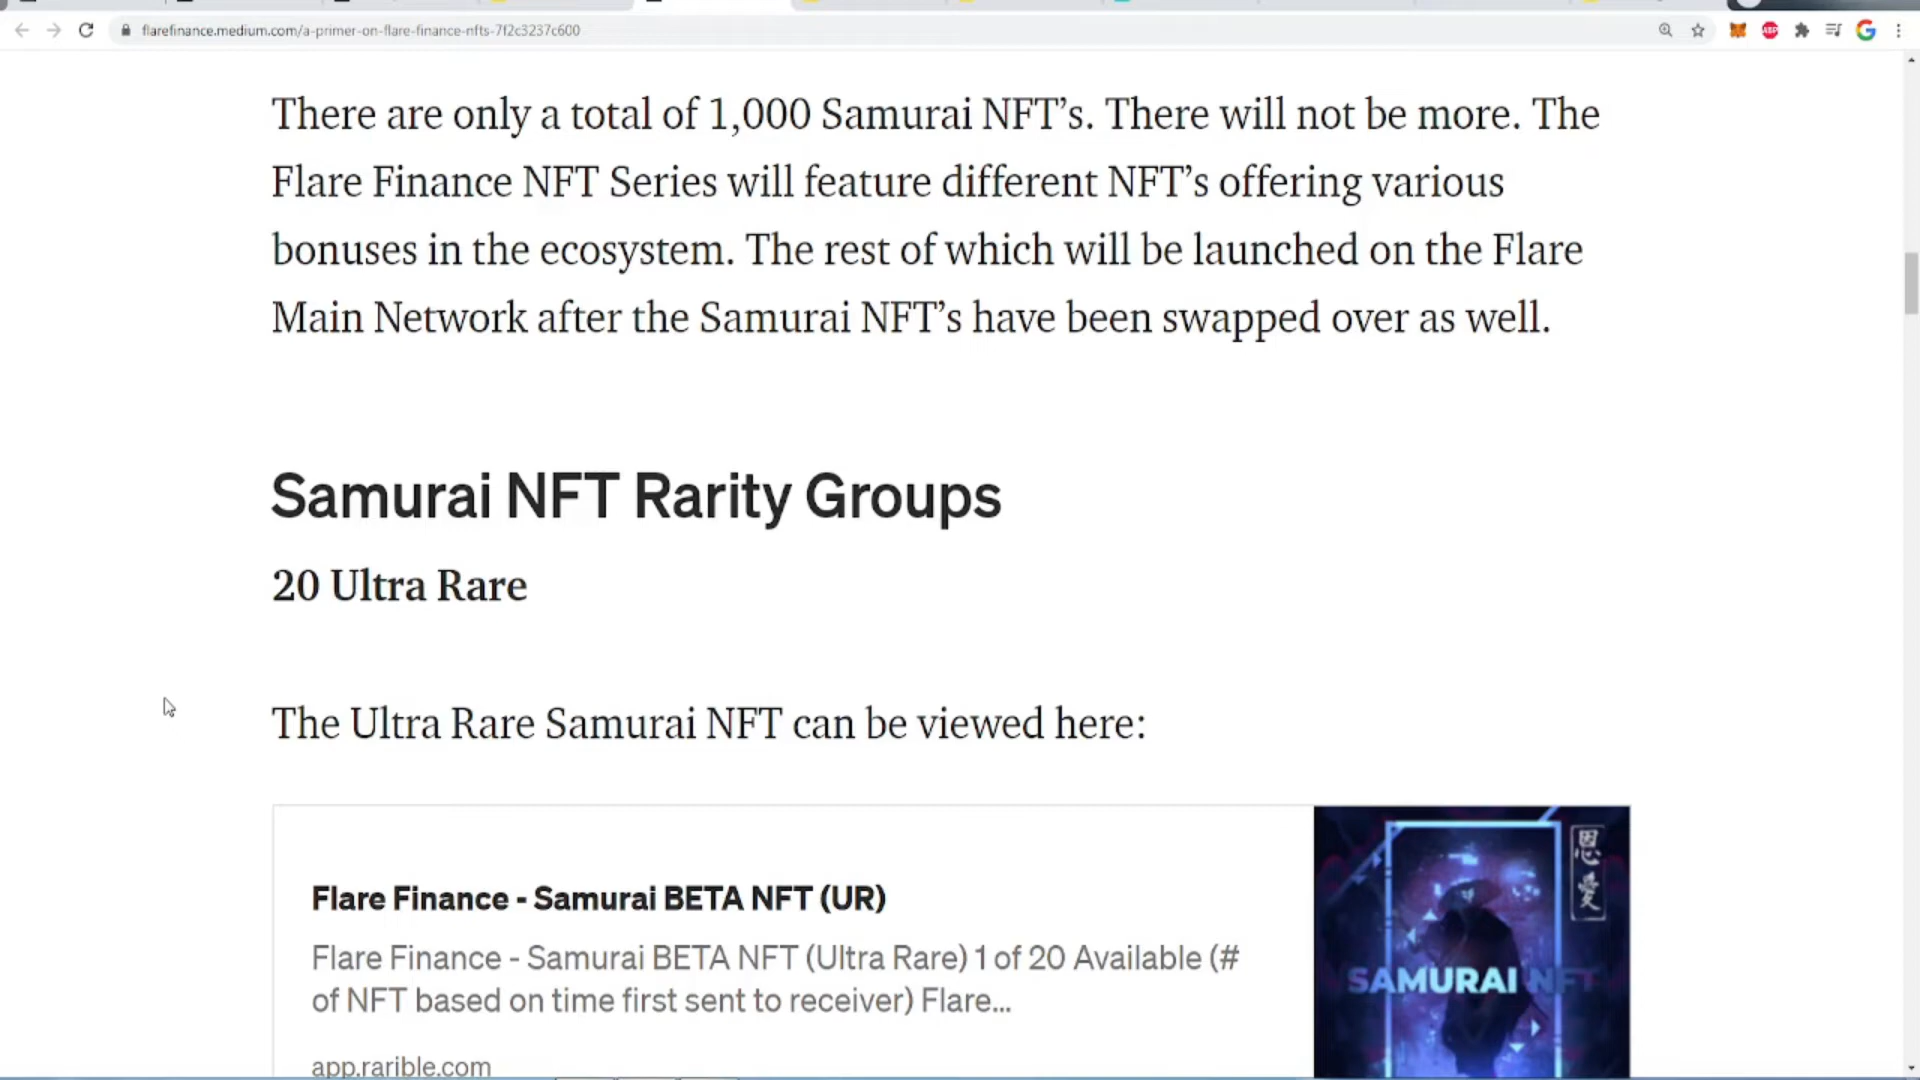 flarefinance.medium.com/a-primer-on-flare-finance-nfts-7f2c3237c600
ABP
There are only a total of 1,000 Samurai NFT’s. There will not be more. The
Flare Finance NFT Series will feature different NFT’s offering various
bonuses in the ecosystem. The rest of which will be launched on the Flare
Main Network after the Samurai NFT’s have been swapped over as well.
Samurai NFT Rarity Groups
20 Ultra Rare
The Ultra Rare Samurai NFT can be viewed here:
Flare Finance - Samurai BETA NFT (UR)
Flare Finance - Samurai BETA NFT (Ultra Rare) 1 of 20 Available (#
of NFT based on time first sent to receiver) Flare...
app.rarible.com
恩愛
SAMURAI NFT